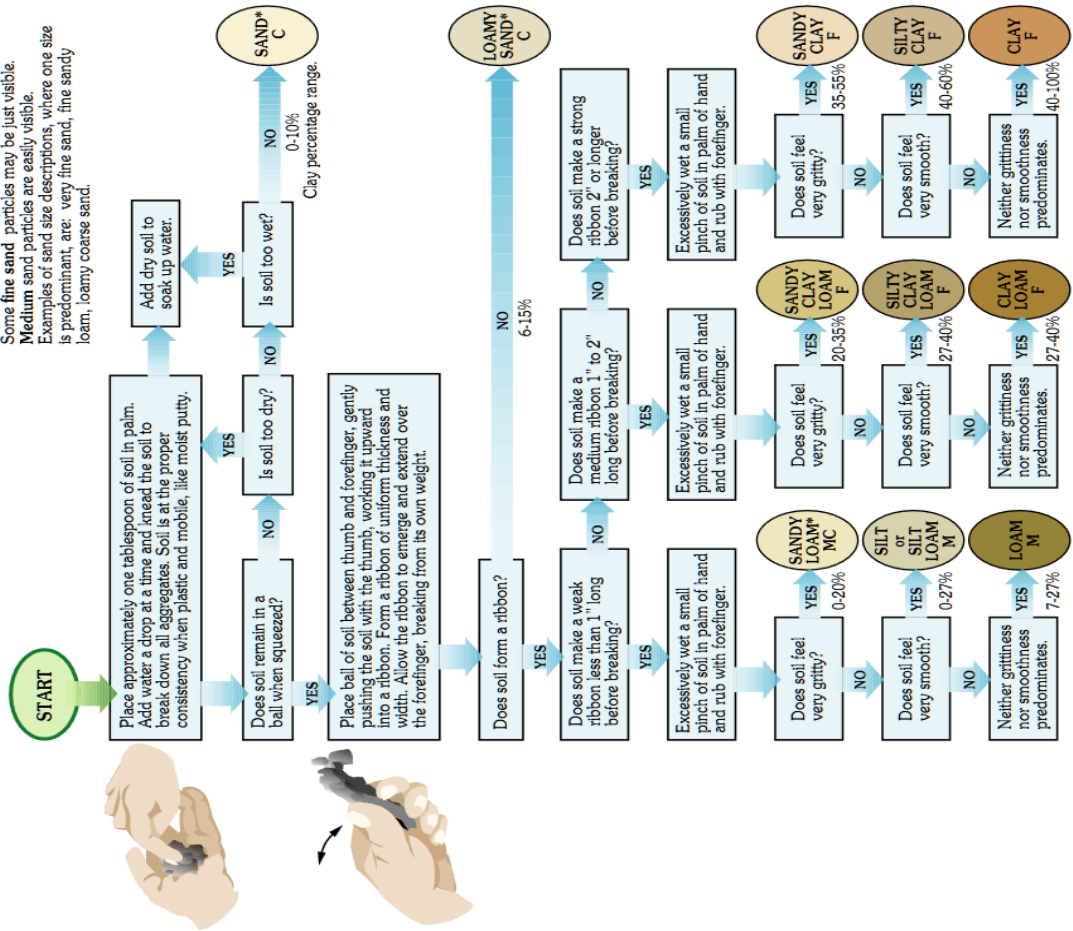 Some fine sand particles may be just visible.
Medium sand particles are easily visible.
Examples of sand size descriptions, where one size
is predominant, are: very fine sand, fine sandy
loam, loamy coarse sand.
START
Place approximately one tablespoon of soil in palm.
Add water a drop at a time and knead the soil to
break down all aggregates. Soil is at the proper
consistency when plastic and mobile, like moist putty.
Add dry soil to
soak up water.
YES
YES
Does soil remain in a
ball when squeezed?
NO
Is soil too dry?
NO
Is soil too wet?
NO
0-10%
Clay percentage range.
SAND*
C
YES
Place ball of soil between thumb and forefinger, gently
pushing the soil with the thumb, working it upward
into a ribbon. Form a ribbon of uniform thickness and
width. Allow the ribbon to emerge and extend over
the forefinger, breaking from its own weight.
Does soil form a ribbon?
NO
6-15%
LOAMY
SAND*
C
YES
Does soil make a weak
ribbon less than 1" long
before breaking?
NO
Does soil make a
medium ribbon 1" to 2"
long before breaking?
NO
Does soil make a strong
ribbon 2" or longer
before breaking?
YES
YES
YES
Excessively wet a small
pinch of soil in palm of hand
and rub with forefinger.
Excessively wet a small
pinch of soil in palm of hand
and rub with forefinger.
Excessively wet a small
pinch of soil in palm of hand
and rub with forefinger.
Does soil feel
very gritty?
YES
0-20%
SANDY
LOAM*
MC
Does soil feel
very gritty?
YES
20-35%
SANDY
CLAY
LOAM
F
Does soil feel
very gritty?
YES
35-55%
SANDY
CLAY
F
NO
NO
NO
Does soil feel
very smooth?
YES
0-27%
SILT
or
SILT
LOAM
M
Does soil feel
very smooth?
YES
27-40%
SILTY
CLAY
LOAM
F
Does soil feel
very smooth?
YES
40-60%
SILTY
CLAY
F
NO
NO
NO
Neither grittiness
nor smoothness
predominates.
YES
7-27%
LOAM
M
Neither grittiness
nor smoothness
predominates.
YES
27-40%
CLAY
LOAM
F
Neither grittiness
nor smoothness
predominates.
YES
40-100%
CLAY
F